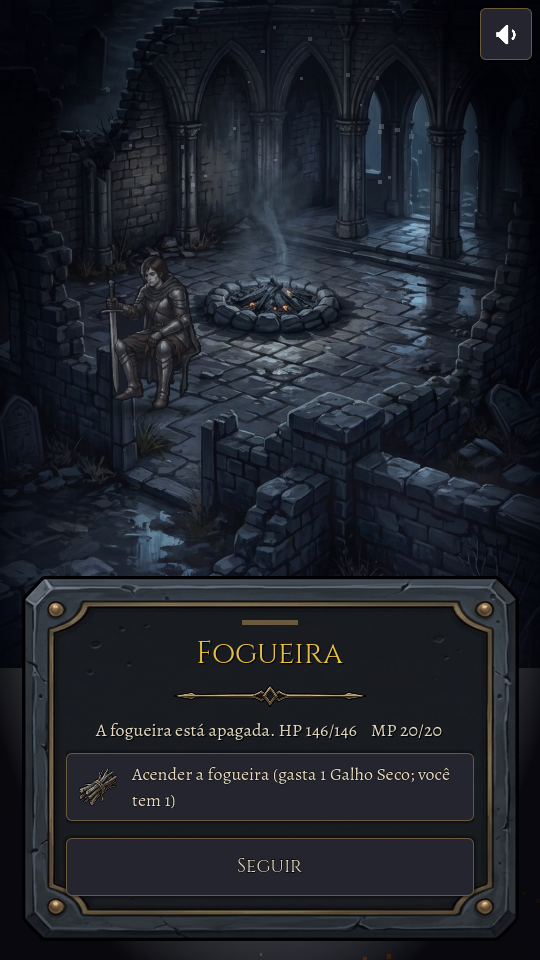 Fogueira
A fogueira está apagada. HP 146/146 MP 20/20
Acender a fogueira (gasta 1 Galho Seco; você
tem 1)
Seguir